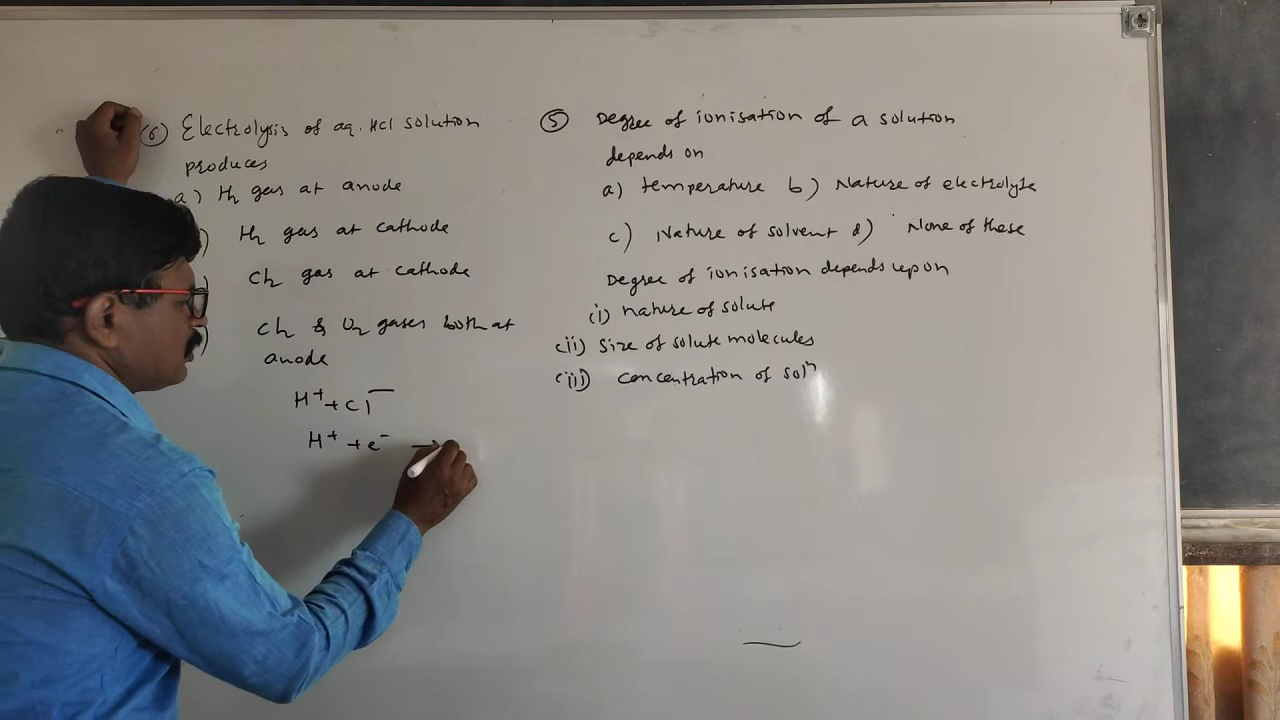 (6) Electrolysis of aq. HCl solution
produces
a) H2 gas at anode
) H2 gas at cathode
) Cl2 gas at cathode
) Cl2 & O2 gases both at
anode
H+ + Cl-
H+ + e- →
(5) Degree of ionisation of a solution
depends on
a) temperature b) Nature of electrolyte
c) Nature of solvent d) None of these
Degree of ionisation depends upon
(i) nature of solute
(ii) Size of solute molecules
(iii) concentration of soln